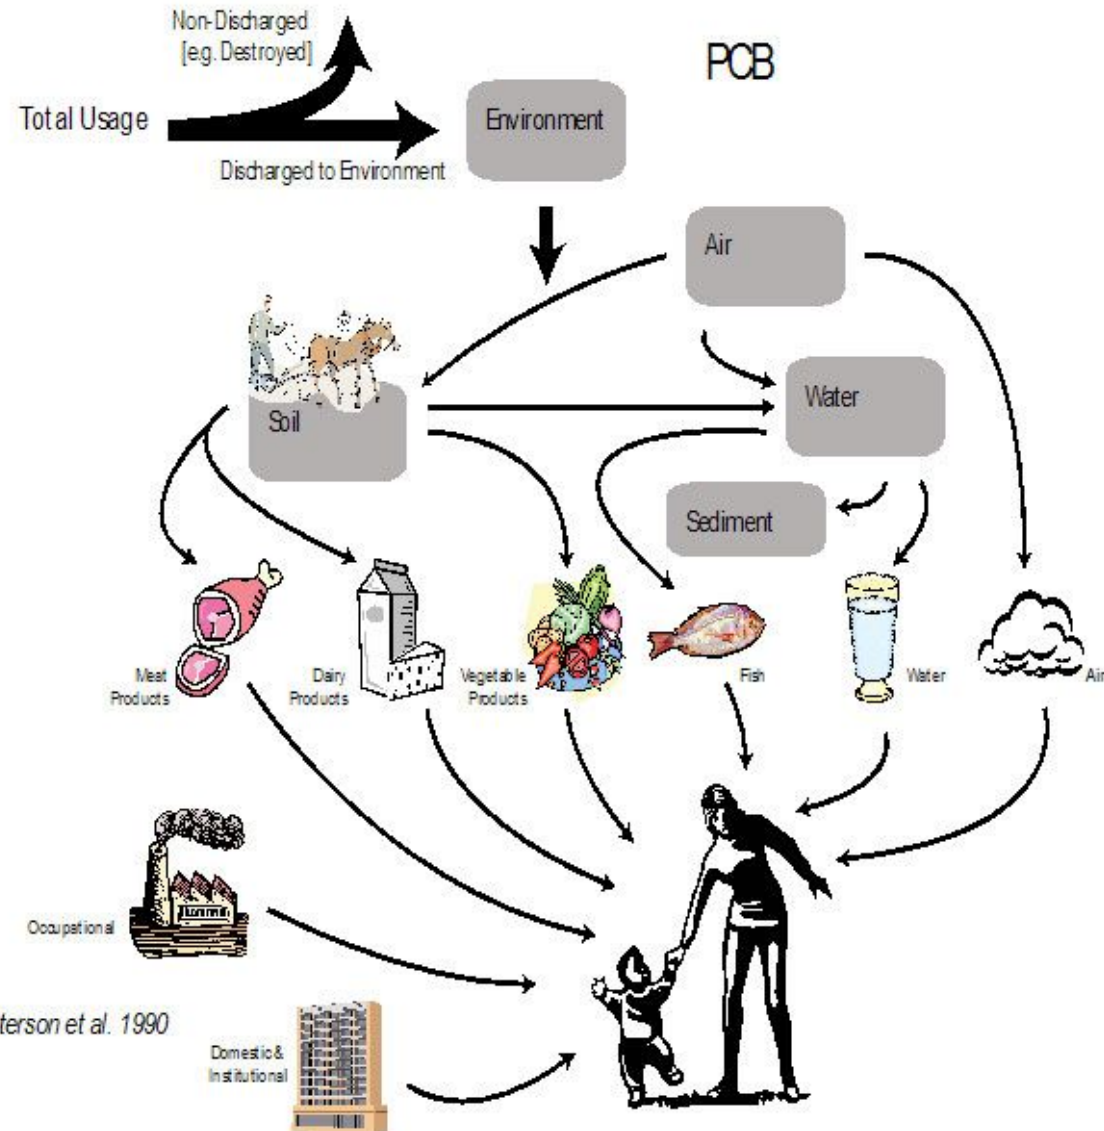 Non-Discharged
[e.g. Destroyed]
PCB
Total Usage
Environment
Discharged to Environment
Air
Soil
Water
Sediment
Meat
Products
Dairy
Products
Vegetable
Products
Fish
Water
Air
Occupational
terson et al. 1990
Domestic &
Institutional